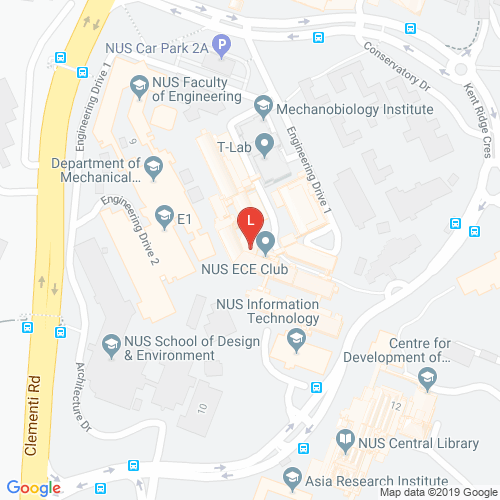 NUS Car Park 2A
P
Conservatory Dr
Kent Ridge Cres
Engineering Drive 1
NUS Faculty
of Engineering
Mechanobiology Institute
T-Lab
Engineering Drive 1
9
Department of
Mechanical...
Engineering Drive 2
E1
L
NUS ECE Club
NUS Information
Technology
NUS School of Design
& Environment
Centre for
Development of...
Architecture Dr
Clementi Rd
10
12
NUS Central Library
Asia Research Institute
Google
Map data ©2019 Google